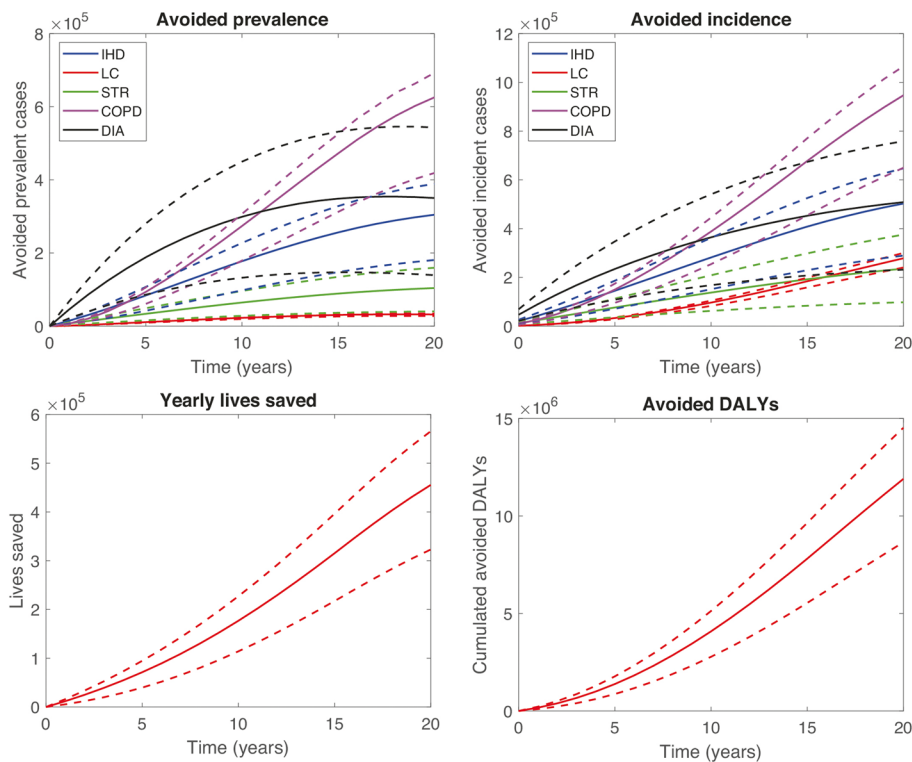 Avoided prevalence
×10^5
8
6
4
2
0
Avoided prevalent cases
IHD
LC
STR
COPD
DIA
0 5 10 15 20
Time (years)
Avoided incidence
×10^5
12
10
8
6
4
2
0
Avoided incident cases
IHD
LC
STR
COPD
DIA
0 5 10 15 20
Time (years)
Yearly lives saved
×10^5
6
5
4
3
2
1
0
Lives saved
0 5 10 15 20
Time (years)
Avoided DALYs
×10^6
15
10
5
0
Cumulated avoided DALYs
0 5 10 15 20
Time (years)